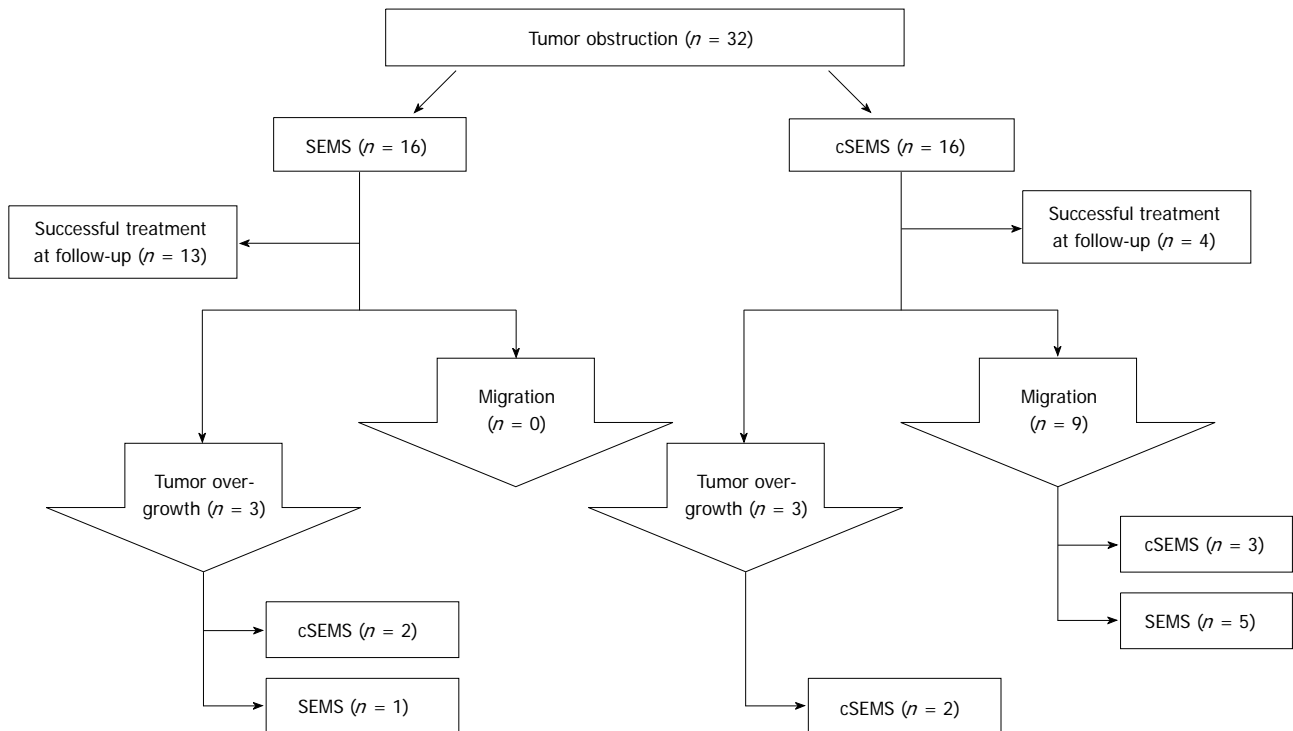 Tumor obstruction (n = 32)
SEMS (n = 16)
cSEMS (n = 16)
Successful treatment
at follow-up (n = 13)
Successful treatment
at follow-up (n = 4)
Migration
(n = 0)
Migration
(n = 9)
Tumor over-
growth (n = 3)
Tumor over-
growth (n = 3)
cSEMS (n = 3)
SEMS (n = 5)
cSEMS (n = 2)
SEMS (n = 1)
cSEMS (n = 2)